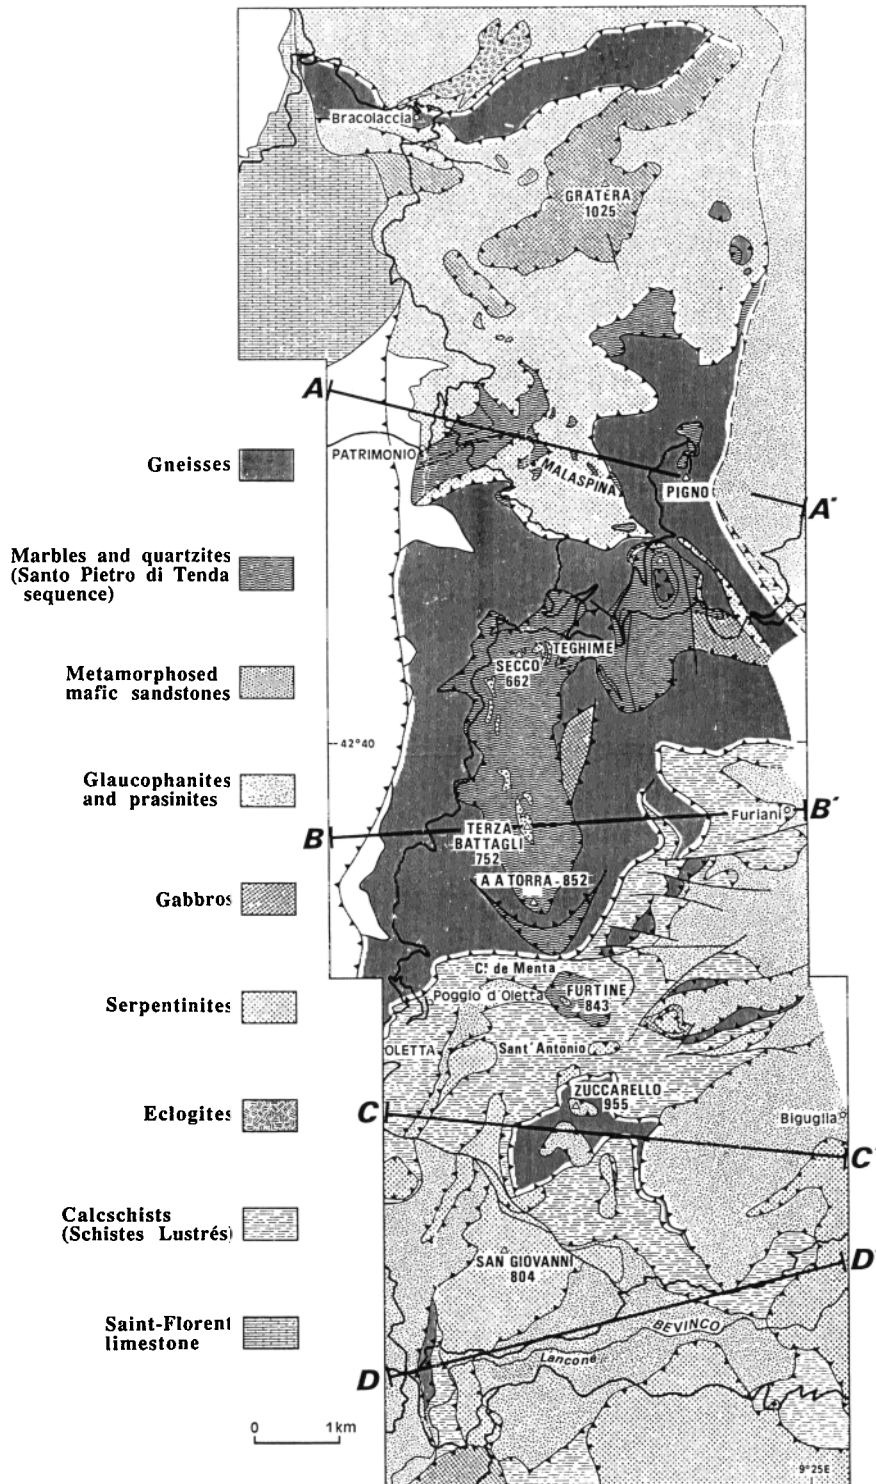 Bracolaccia
GRATERA
1025
A
PATRIMONIO
MALASPINA
PIGNO
A'
Gneisses
Marbles and quartzites
(Santo Pietro di Tenda
sequence)
TEGHIME
SECCO
662
Metamorphosed
mafic sandstones
42°40
Glaucophanites
and prasinites
B
TERZA
BATTAGLI
752
Furiani
B'
A A TORRA - 852
Gabbros
Cᵃ de Menta
Poggio d'Oletta
FURTINE
843
Serpentinites
OLETTA
Sant' Antonio
ZUCCARELLO
955
C
Biguglia
C'
Eclogites
Calcschists
(Schistes Lustrés)
SAN GIOVANNI
804
D'
BEVINCO
Lancone
D
Saint-Florent
limestone
0 1km
9°25E